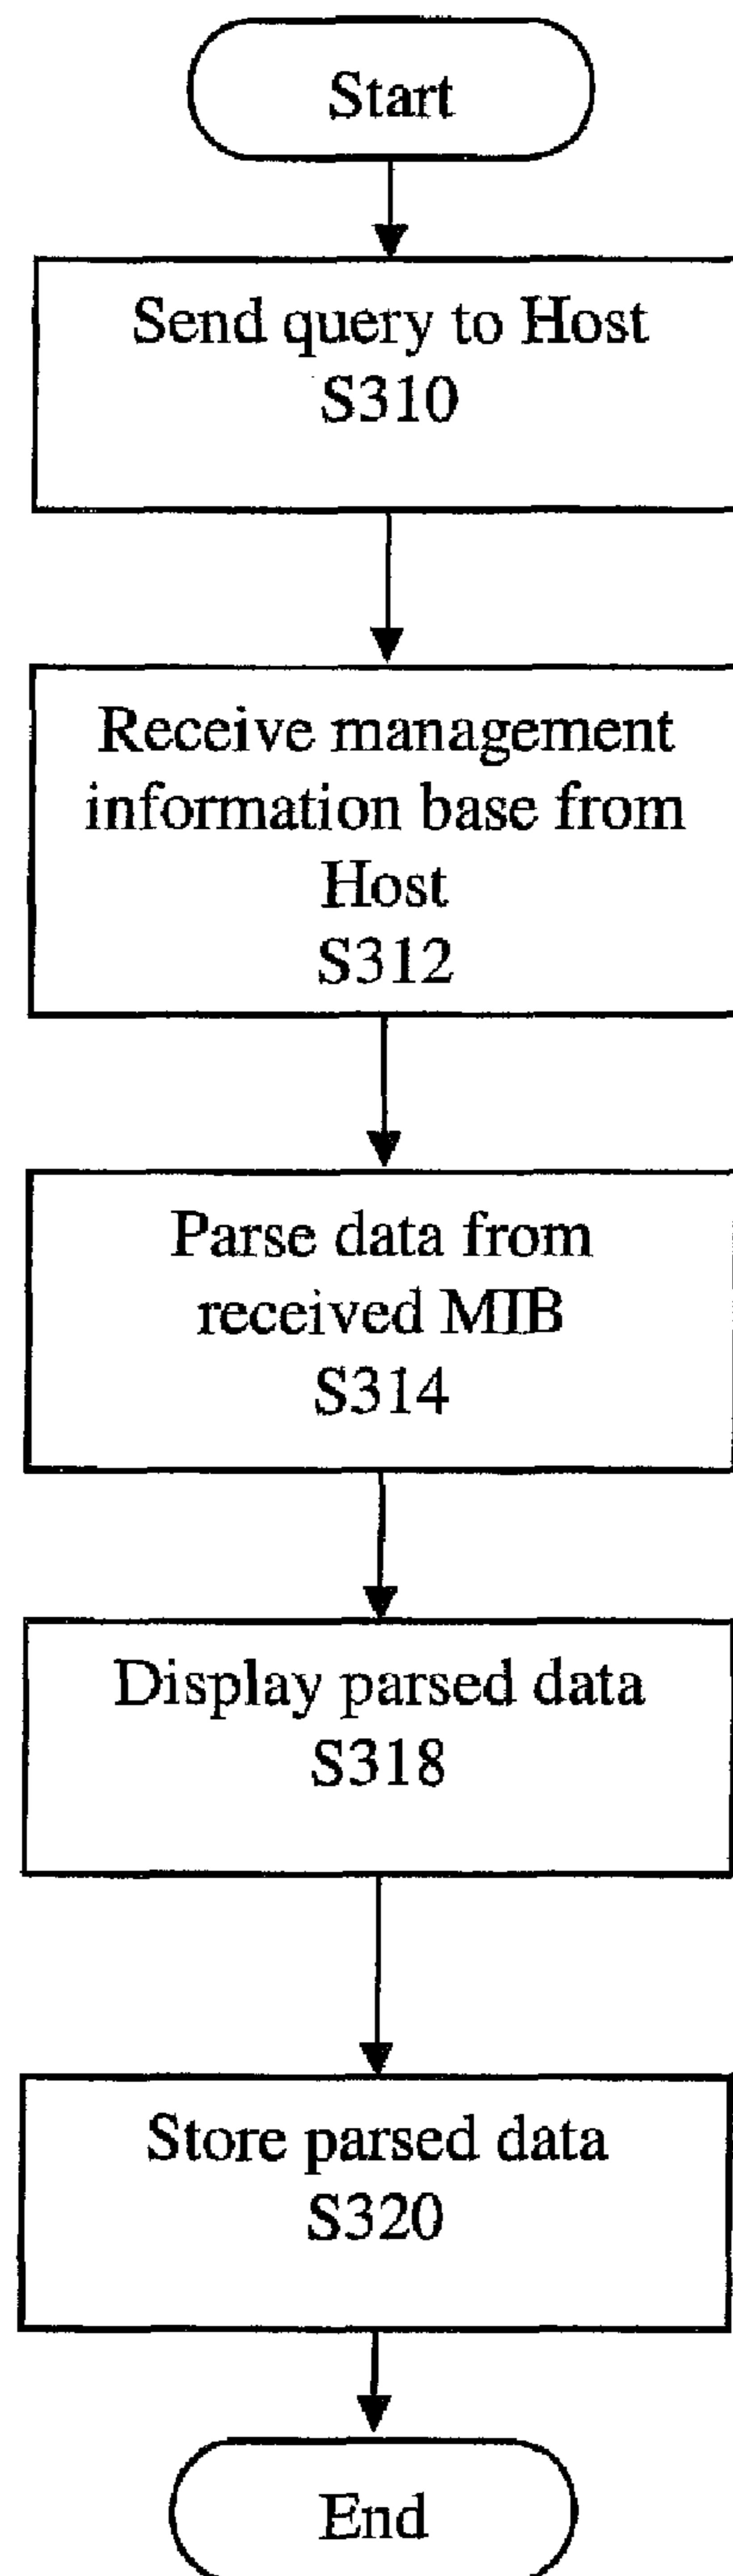 Start
Send query to Host
S310
Receive management
information base from
Host
S312
Parse data from
received MIB
S314
Display parsed data
S318
Store parsed data
S320
End